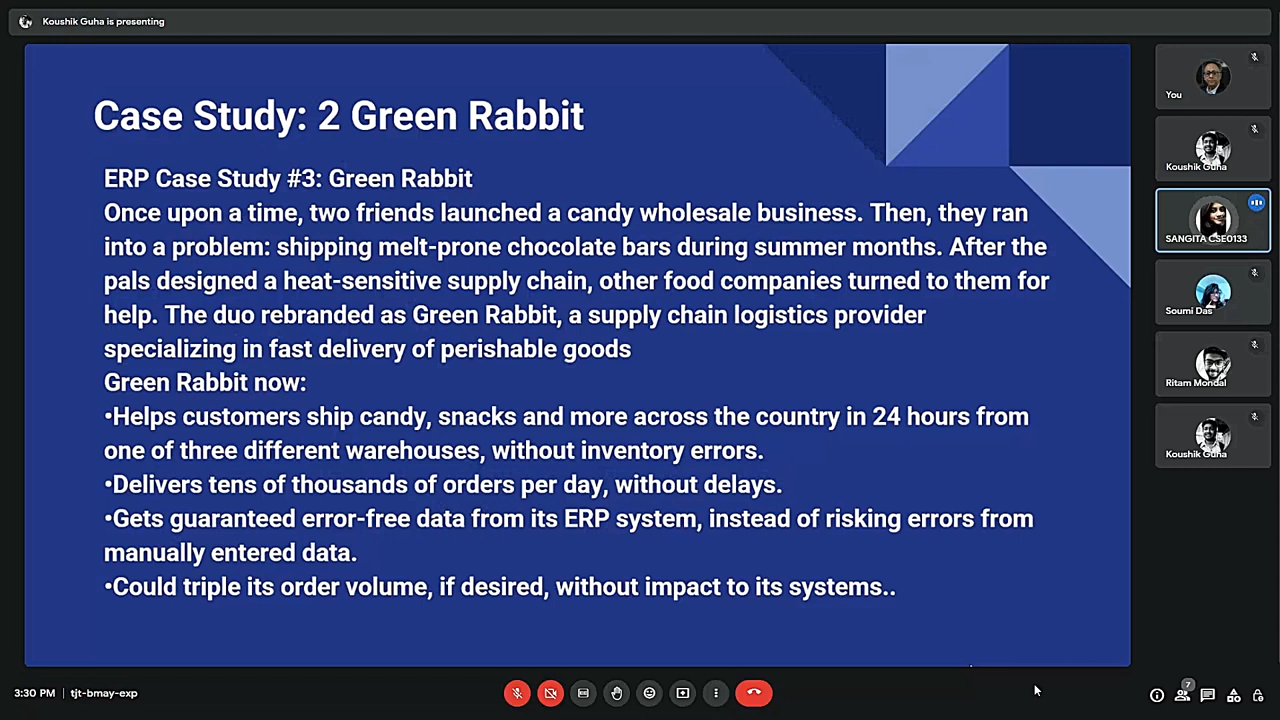 Koushik Guha is presenting
Case Study: 2 Green Rabbit
ERP Case Study #3: Green Rabbit
Once upon a time, two friends launched a candy wholesale business. Then, they ran
into a problem: shipping melt-prone chocolate bars during summer months. After the
pals designed a heat-sensitive supply chain, other food companies turned to them for
help. The duo rebranded as Green Rabbit, a supply chain logistics provider
specializing in fast delivery of perishable goods
Green Rabbit now:
•Helps customers ship candy, snacks and more across the country in 24 hours from
one of three different warehouses, without inventory errors.
•Delivers tens of thousands of orders per day, without delays.
•Gets guaranteed error-free data from its ERP system, instead of risking errors from
manually entered data.
•Could triple its order volume, if desired, without impact to its systems..
You
Koushik Guha
SANGITA CSE0133
Soumi Das
Ritam Mondal
Koushik Guha
3:30 PM | tjt-bmay-exp
7